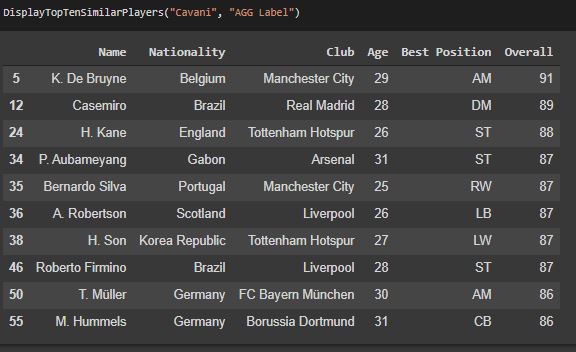 DisplayTopTenSimilarPlayers("Cavani", "AGG Label")
Name Nationality Club Age Best Position Overall
5 K. De Bruyne Belgium Manchester City 29 AM 91
12 Casemiro Brazil Real Madrid 28 DM 89
24 H. Kane England Tottenham Hotspur 26 ST 88
34 P. Aubameyang Gabon Arsenal 31 ST 87
35 Bernardo Silva Portugal Manchester City 25 RW 87
36 A. Robertson Scotland Liverpool 26 LB 87
38 H. Son Korea Republic Tottenham Hotspur 27 LW 87
46 Roberto Firmino Brazil Liverpool 28 ST 87
50 T. Müller Germany FC Bayern München 30 AM 86
55 M. Hummels Germany Borussia Dortmund 31 CB 86